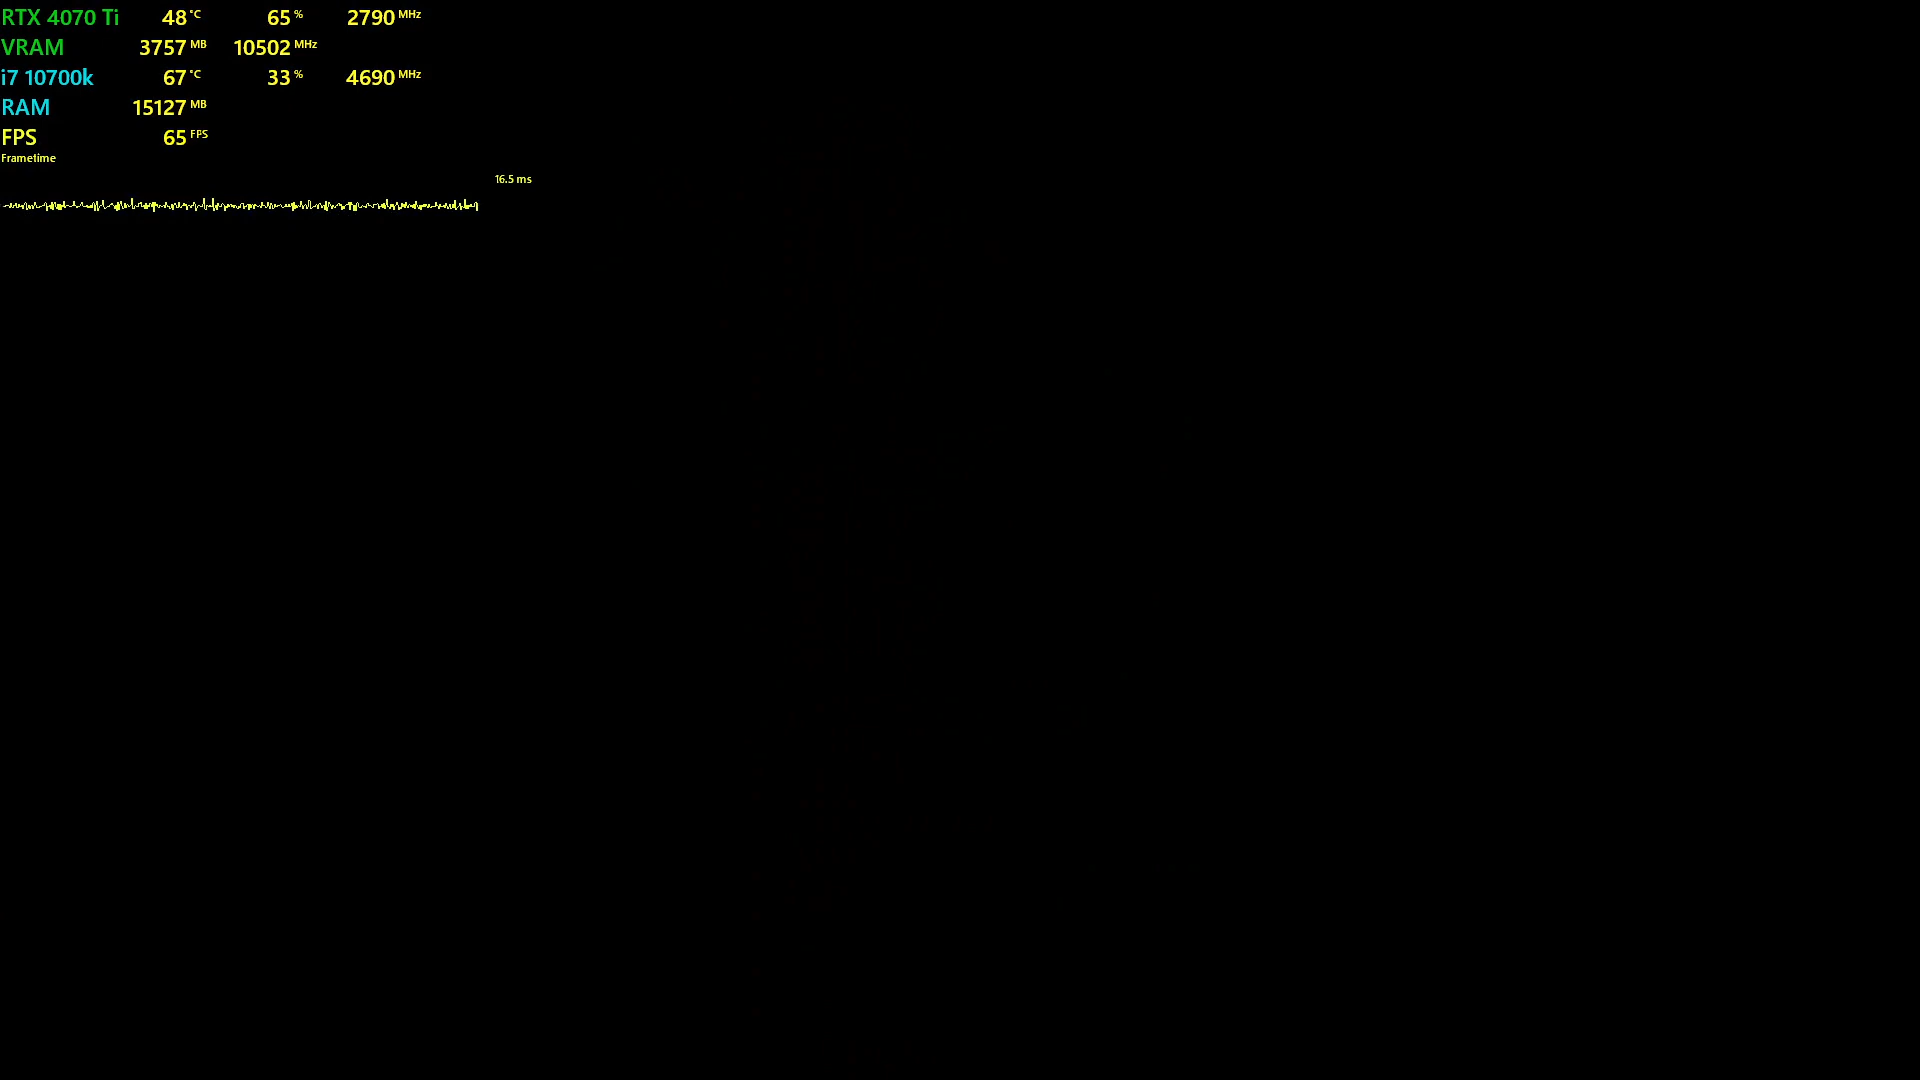 RTX 4070 Ti 48 °C 65 % 2790 MHz
VRAM 3757 MB 10502 MHz
i7 10700k 67 °C 33 % 4690 MHz
RAM 15127 MB
FPS 65 FPS
Frametime
16.5 ms